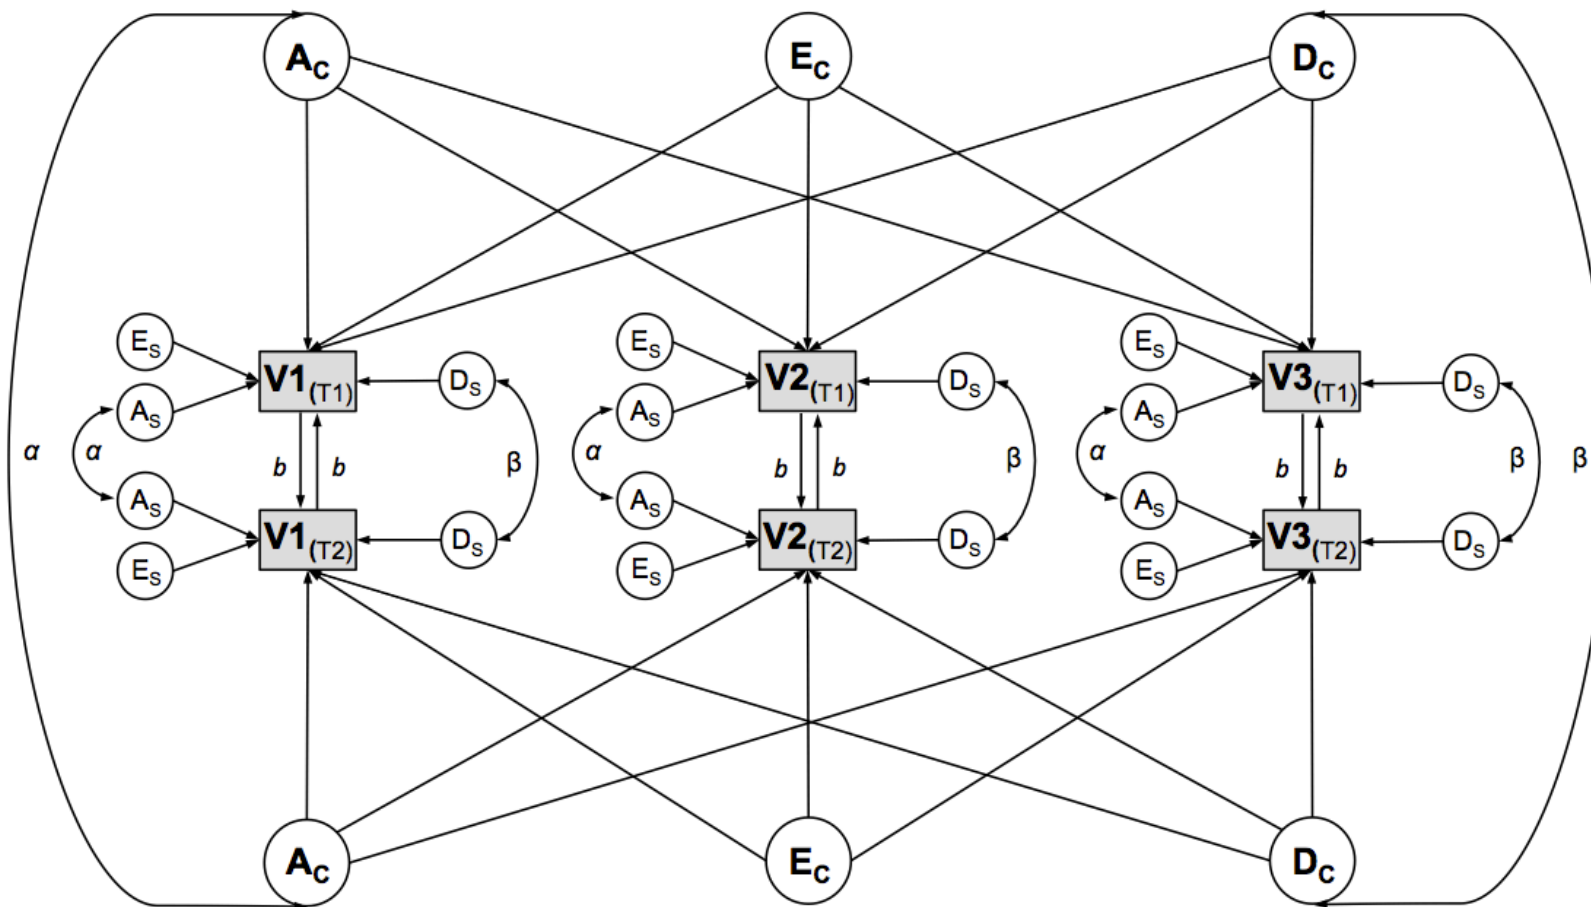 A_C E_C D_C
E_S E_S E_S
V1_(T1) D_S V2_(T1) D_S V3_(T1) D_S
A_S A_S A_S
α α b b β α b b β α b b β β
A_S A_S A_S
V1_(T2) D_S V2_(T2) D_S V3_(T2) D_S
E_S E_S E_S
A_C E_C D_C